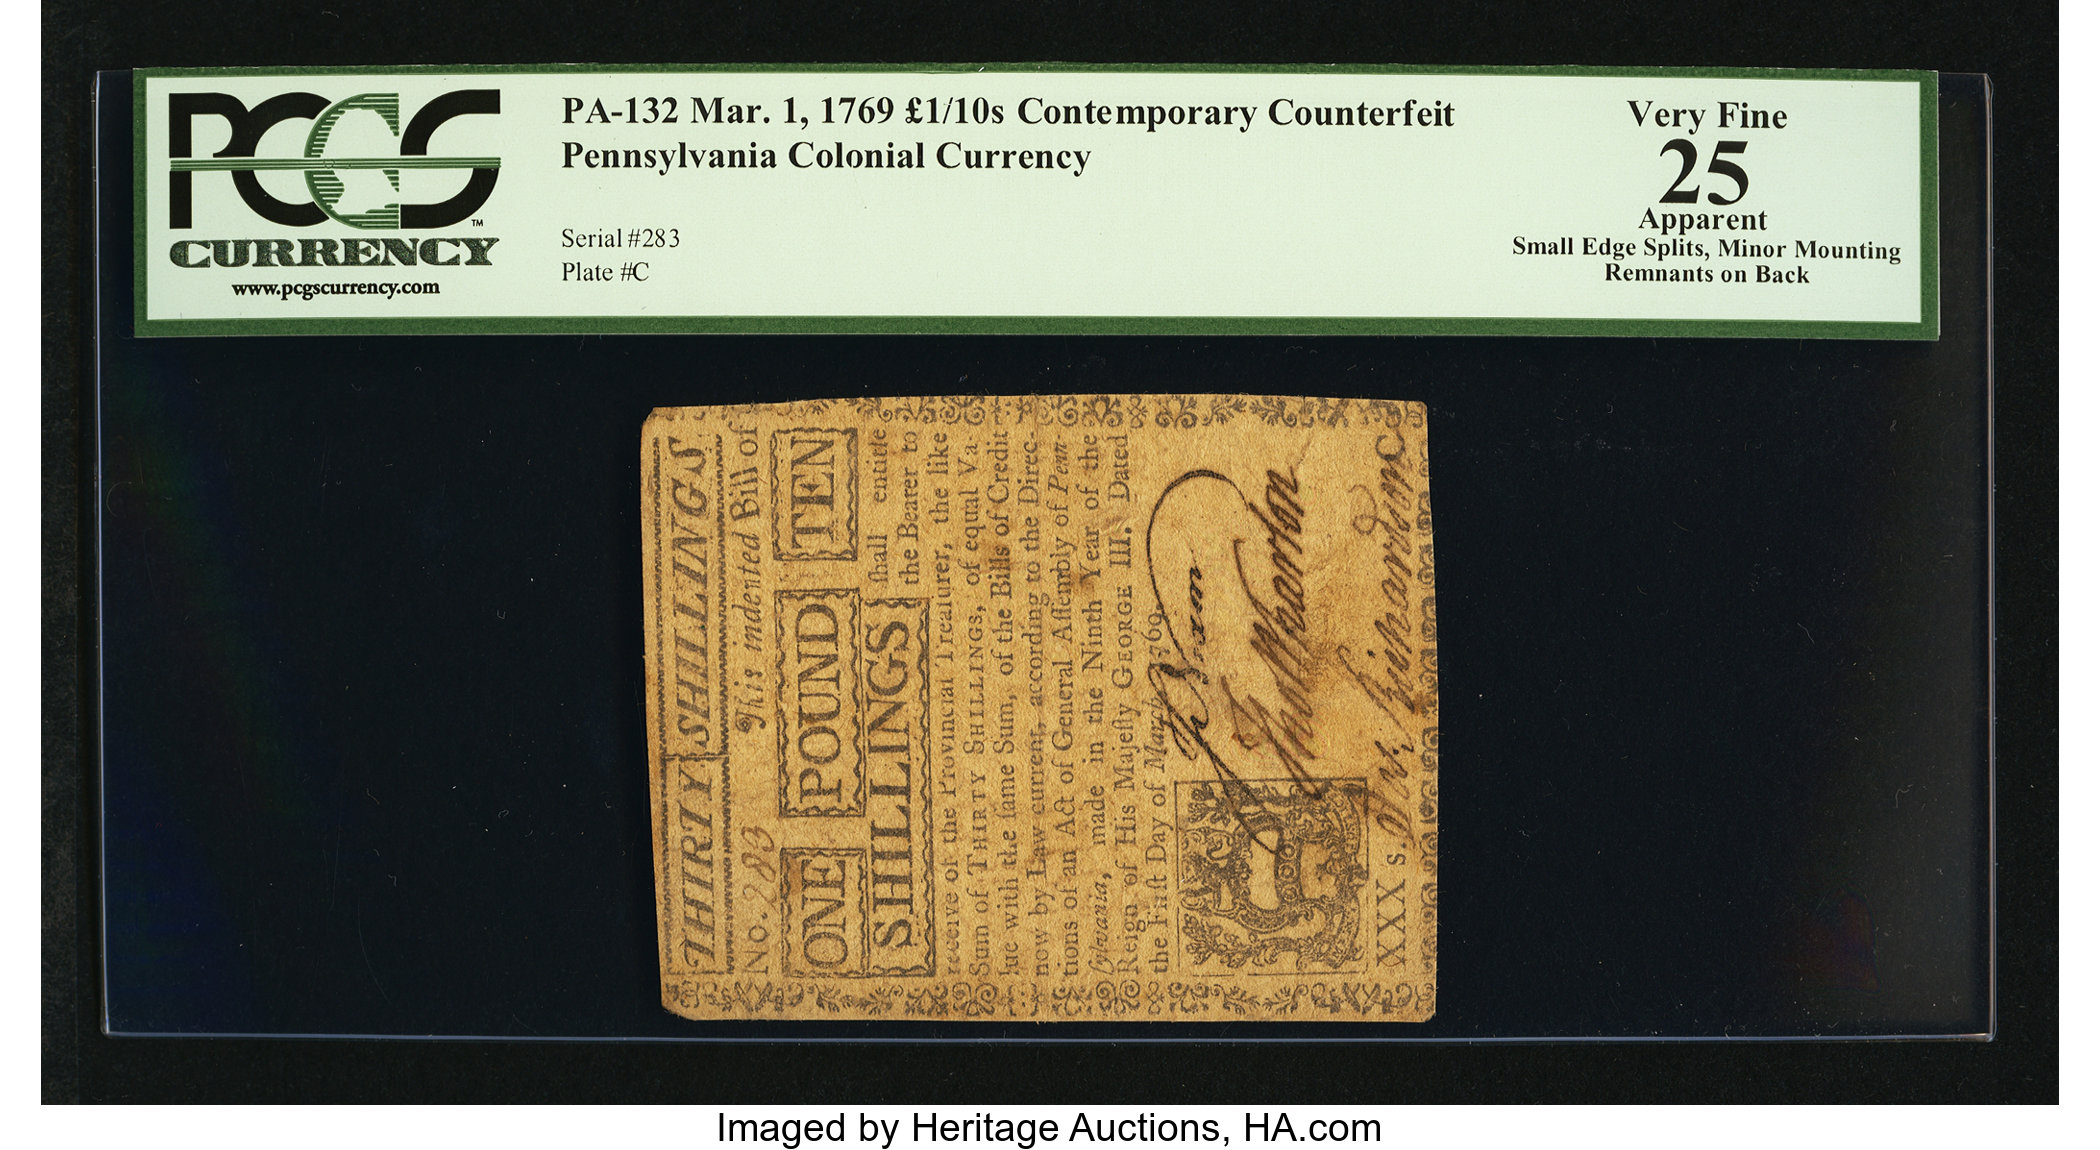 PCGS
TM
CURRENCY
www.pcgscurrency.com
PA-132 Mar. 1, 1769 £1/10s Contemporary Counterfeit
Pennsylvania Colonial Currency
Serial #283
Plate #C
Very Fine
25
Apparent
Small Edge Splits, Minor Mounting
Remnants on Back
THIRTY SHILLINGS
No. 283 This indented Bill of
ONE POUND TEN
SHILLINGS
ſhall entitle
the Bearer to
receive of the Provincial Treaſurer, the like
Sum of THIRTY SHILLINGS, of equal Va-
lue with the ſame Sum, of the Bills of Credit
now by Law current, according to the Direc-
tions of an Act of General Aſſembly of Penn-
ſylvania, made in the Ninth Year of the
Reign of His Majeſty GEORGE III. Dated
the Firſt Day of March, 1769.
Thos Wharton
Richardson
XXX s.
C
Imaged by Heritage Auctions, HA.com